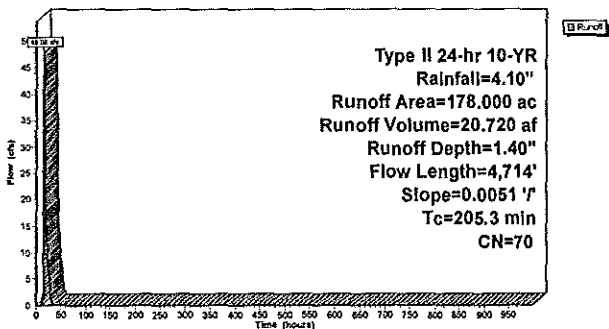 Runoff
Type II 24-hr 10-YR
Rainfall=4.10"
Runoff Area=178.000 ac
Runoff Volume=20.720 af
Runoff Depth=1.40"
Flow Length=4,714'
Slope=0.0051 '/'
Tc=205.3 min
CN=70
Flow (cfs)
50
45
40
35
30
25
20
15
10
5
0
0 50 100 150 200 250 300 350 400 450 500 550 600 650 700 750 800 850 900 950
Time (hours)